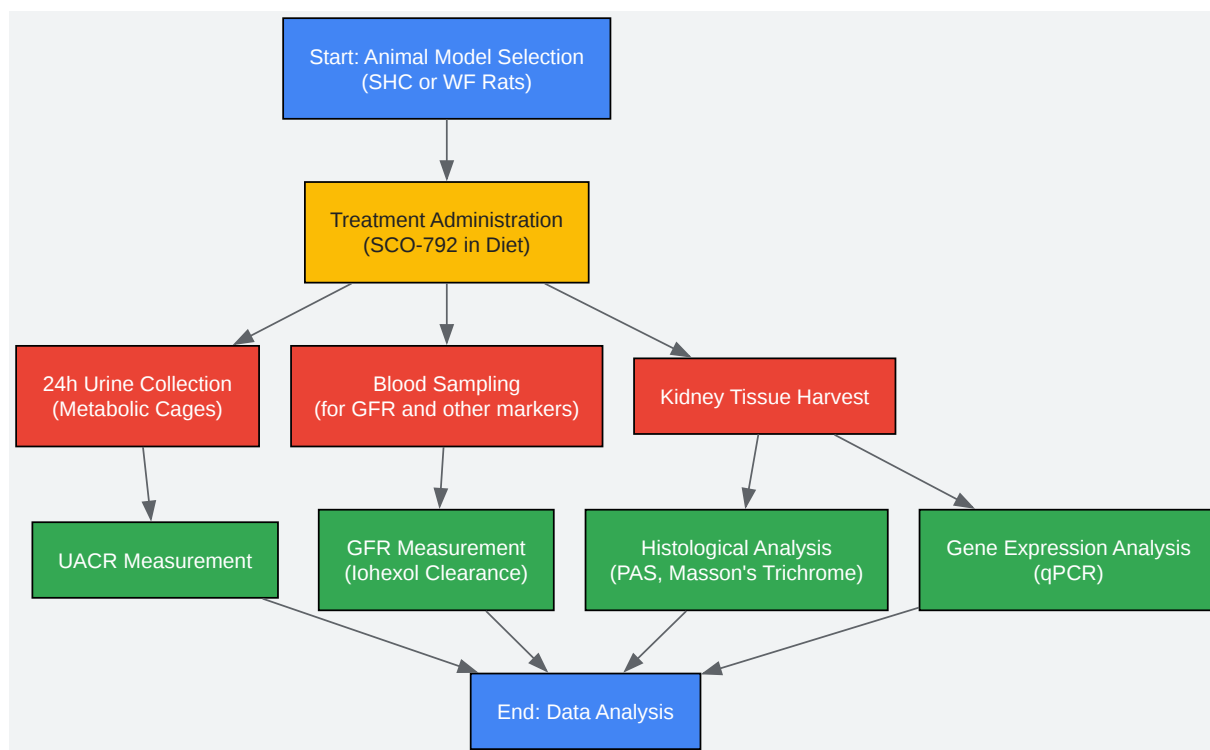 Start: Animal Model Selection
(SHC or WF Rats)
Treatment Administration
(SCO-792 in Diet)
24h Urine Collection
(Metabolic Cages)
Blood Sampling
(for GFR and other markers)
Kidney Tissue Harvest
UACR Measurement
GFR Measurement
(Iohexol Clearance)
Histological Analysis
(PAS, Masson's Trichrome)
Gene Expression Analysis
(qPCR)
End: Data Analysis